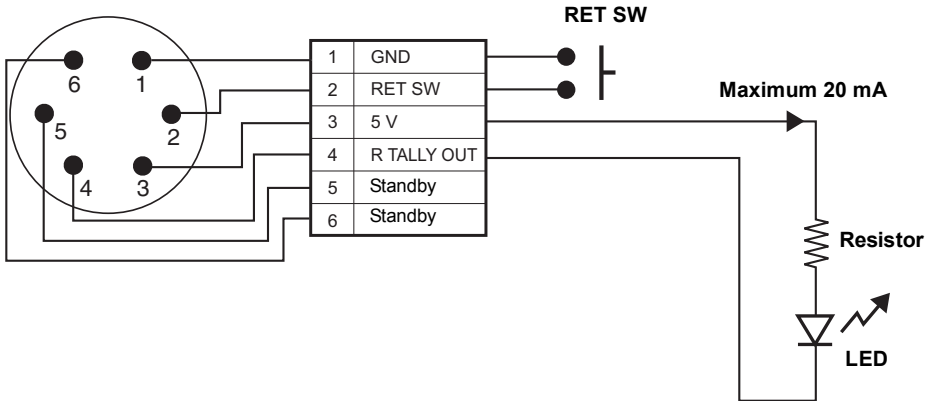 RET SW
6
1
5
2
4
3
1 GND
2 RET SW
3 5 V
4 R TALLY OUT
5 Standby
6 Standby
Maximum 20 mA
Resistor
LED